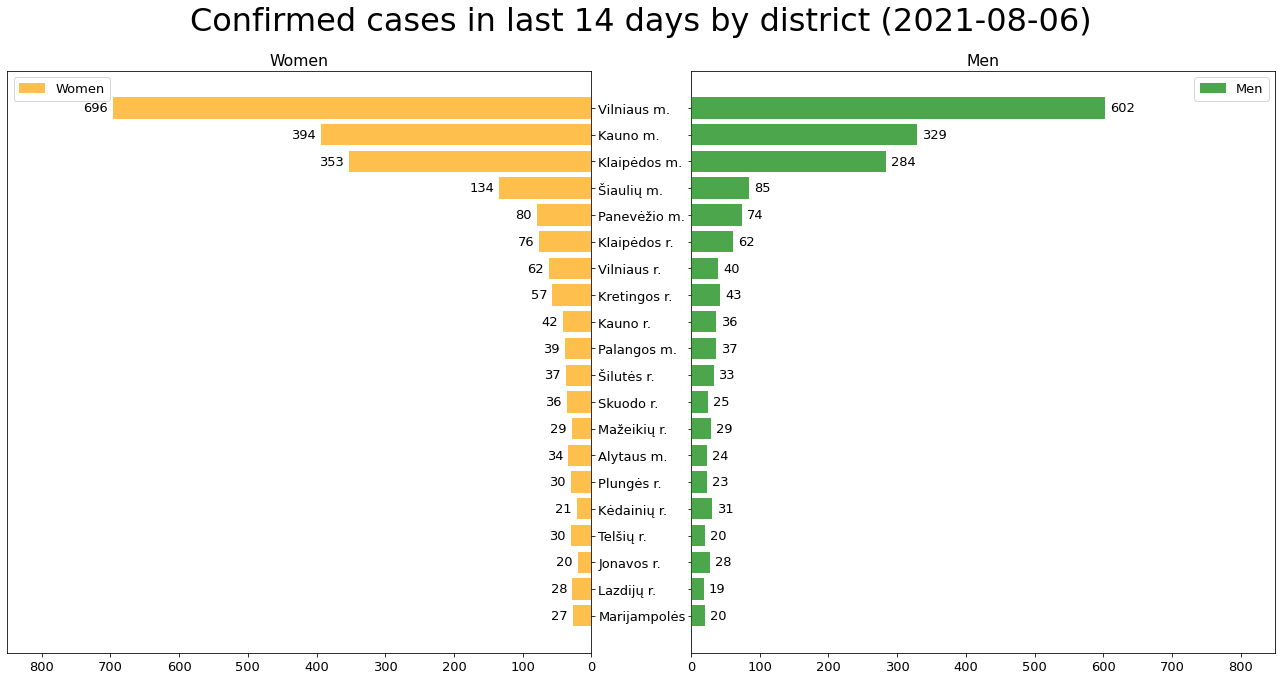 Confirmed cases in last 14 days by district (2021-08-06)
Women
Men
Women
Men
696 Vilniaus m. 602
394 Kauno m. 329
353 Klaipėdos m. 284
134 Šiaulių m. 85
80 Panevėžio m. 74
76 Klaipėdos r. 62
62 Vilniaus r. 40
57 Kretingos r. 43
42 Kauno r. 36
39 Palangos m. 37
37 Šilutės r. 33
36 Skuodo r. 25
29 Mažeikių r. 29
34 Alytaus m. 24
30 Plungės r. 23
21 Kėdainių r. 31
30 Telšių r. 20
20 Jonavos r. 28
28 Lazdijų r. 19
27 Marijampolės 20
800 700 600 500 400 300 200 100 0
0 100 200 300 400 500 600 700 800